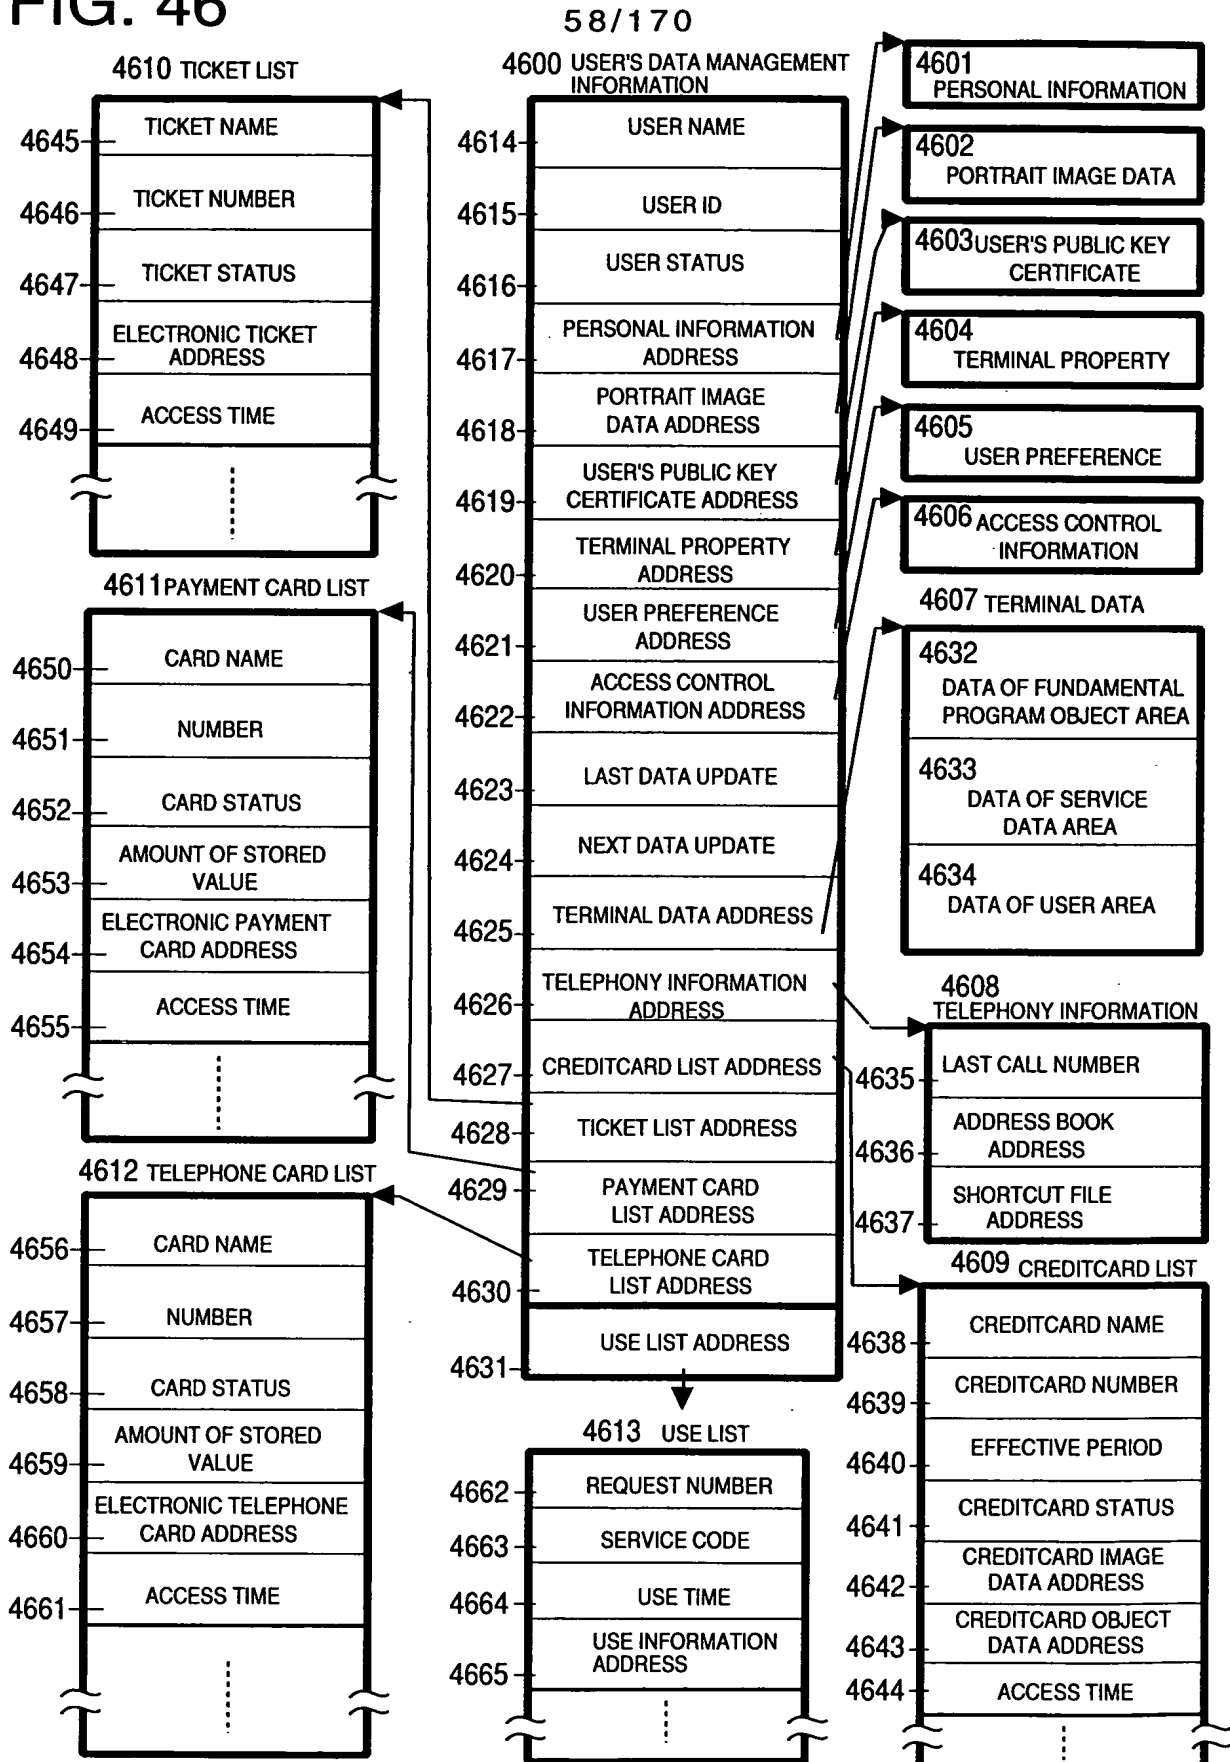 FIG. 46
58/170
4610 TICKET LIST
4645
TICKET NAME
4646
TICKET NUMBER
4647
TICKET STATUS
4648
ELECTRONIC TICKET
ADDRESS
4649
ACCESS TIME
4611 PAYMENT CARD LIST
4650
CARD NAME
4651
NUMBER
4652
CARD STATUS
4653
AMOUNT OF STORED
VALUE
4654
ELECTRONIC PAYMENT
CARD ADDRESS
4655
ACCESS TIME
4612 TELEPHONE CARD LIST
4656
CARD NAME
4657
NUMBER
4658
CARD STATUS
4659
AMOUNT OF STORED
VALUE
4660
ELECTRONIC TELEPHONE
CARD ADDRESS
4661
ACCESS TIME
4600 USER'S DATA MANAGEMENT
INFORMATION
4614
USER NAME
4615
USER ID
4616
USER STATUS
4617
PERSONAL INFORMATION
ADDRESS
4618
PORTRAIT IMAGE
DATA ADDRESS
4619
USER'S PUBLIC KEY
CERTIFICATE ADDRESS
4620
TERMINAL PROPERTY
ADDRESS
4621
USER PREFERENCE
ADDRESS
4622
ACCESS CONTROL
INFORMATION ADDRESS
4623
LAST DATA UPDATE
4624
NEXT DATA UPDATE
4625
TERMINAL DATA ADDRESS
4626
TELEPHONY INFORMATION
ADDRESS
4627
CREDITCARD LIST ADDRESS
4628
TICKET LIST ADDRESS
4629
PAYMENT CARD
LIST ADDRESS
4630
TELEPHONE CARD
LIST ADDRESS
4631
USE LIST ADDRESS
4613 USE LIST
4662
REQUEST NUMBER
4663
SERVICE CODE
4664
USE TIME
4665
USE INFORMATION
ADDRESS
4601
PERSONAL INFORMATION
4602
PORTRAIT IMAGE DATA
4603 USER'S PUBLIC KEY
CERTIFICATE
4604
TERMINAL PROPERTY
4605
USER PREFERENCE
4606 ACCESS CONTROL
INFORMATION
4607 TERMINAL DATA
4632
DATA OF FUNDAMENTAL
PROGRAM OBJECT AREA
4633
DATA OF SERVICE
DATA AREA
4634
DATA OF USER AREA
4608
TELEPHONY INFORMATION
4635
LAST CALL NUMBER
4636
ADDRESS BOOK
ADDRESS
4637
SHORTCUT FILE
ADDRESS
4609 CREDITCARD LIST
4638
CREDITCARD NAME
4639
CREDITCARD NUMBER
4640
EFFECTIVE PERIOD
4641
CREDITCARD STATUS
4642
CREDITCARD IMAGE
DATA ADDRESS
4643
CREDITCARD OBJECT
DATA ADDRESS
4644
ACCESS TIME